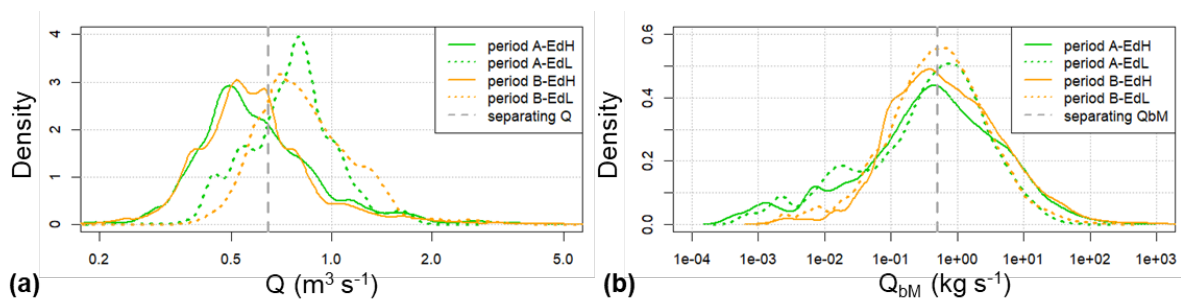 Density
4
3
2
1
0
period A-EdH
period A-EdL
period B-EdH
period B-EdL
separating Q
0.2 0.5 1.0 2.0 5.0
(a) Q (m³ s⁻¹)
Density
0.6
0.4
0.2
0.0
period A-EdH
period A-EdL
period B-EdH
period B-EdL
separating QbM
1e-04 1e-03 1e-02 1e-01 1e+00 1e+01 1e+02 1e+03
(b) QbM (kg s⁻¹)